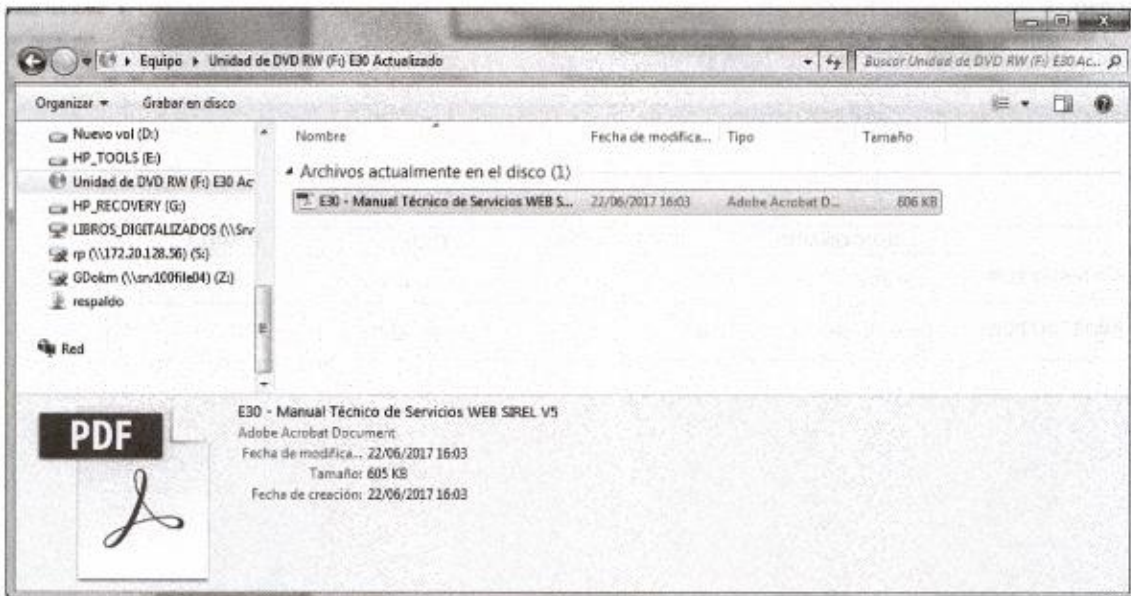 Equipo ▸ Unidad de DVD RW (F:) E30 Actualizado
Buscar Unidad de DVD RW (F:) E30 Ac...
Organizar
Grabar en disco
Nuevo vol (D:)
HP_TOOLS (E:)
Unidad de DVD RW (F:) E30 Ac
HP_RECOVERY (G:)
LIBROS_DIGITALIZADOS (\\Srv
rp (\\172.20.128.56) (S:)
GDokm (\\srv100file04) (Z:)
respaldo
Red
Nombre Fecha de modifica... Tipo Tamaño
Archivos actualmente en el disco (1)
E30 - Manual Técnico de Servicios WEB S... 22/06/2017 16:03 Adobe Acrobat D... 606 KB
PDF
E30 - Manual Técnico de Servicios WEB SIREL V5
Adobe Acrobat Document
Fecha de modifica... 22/06/2017 16:03
Tamaño: 605 KB
Fecha de creación: 22/06/2017 16:03